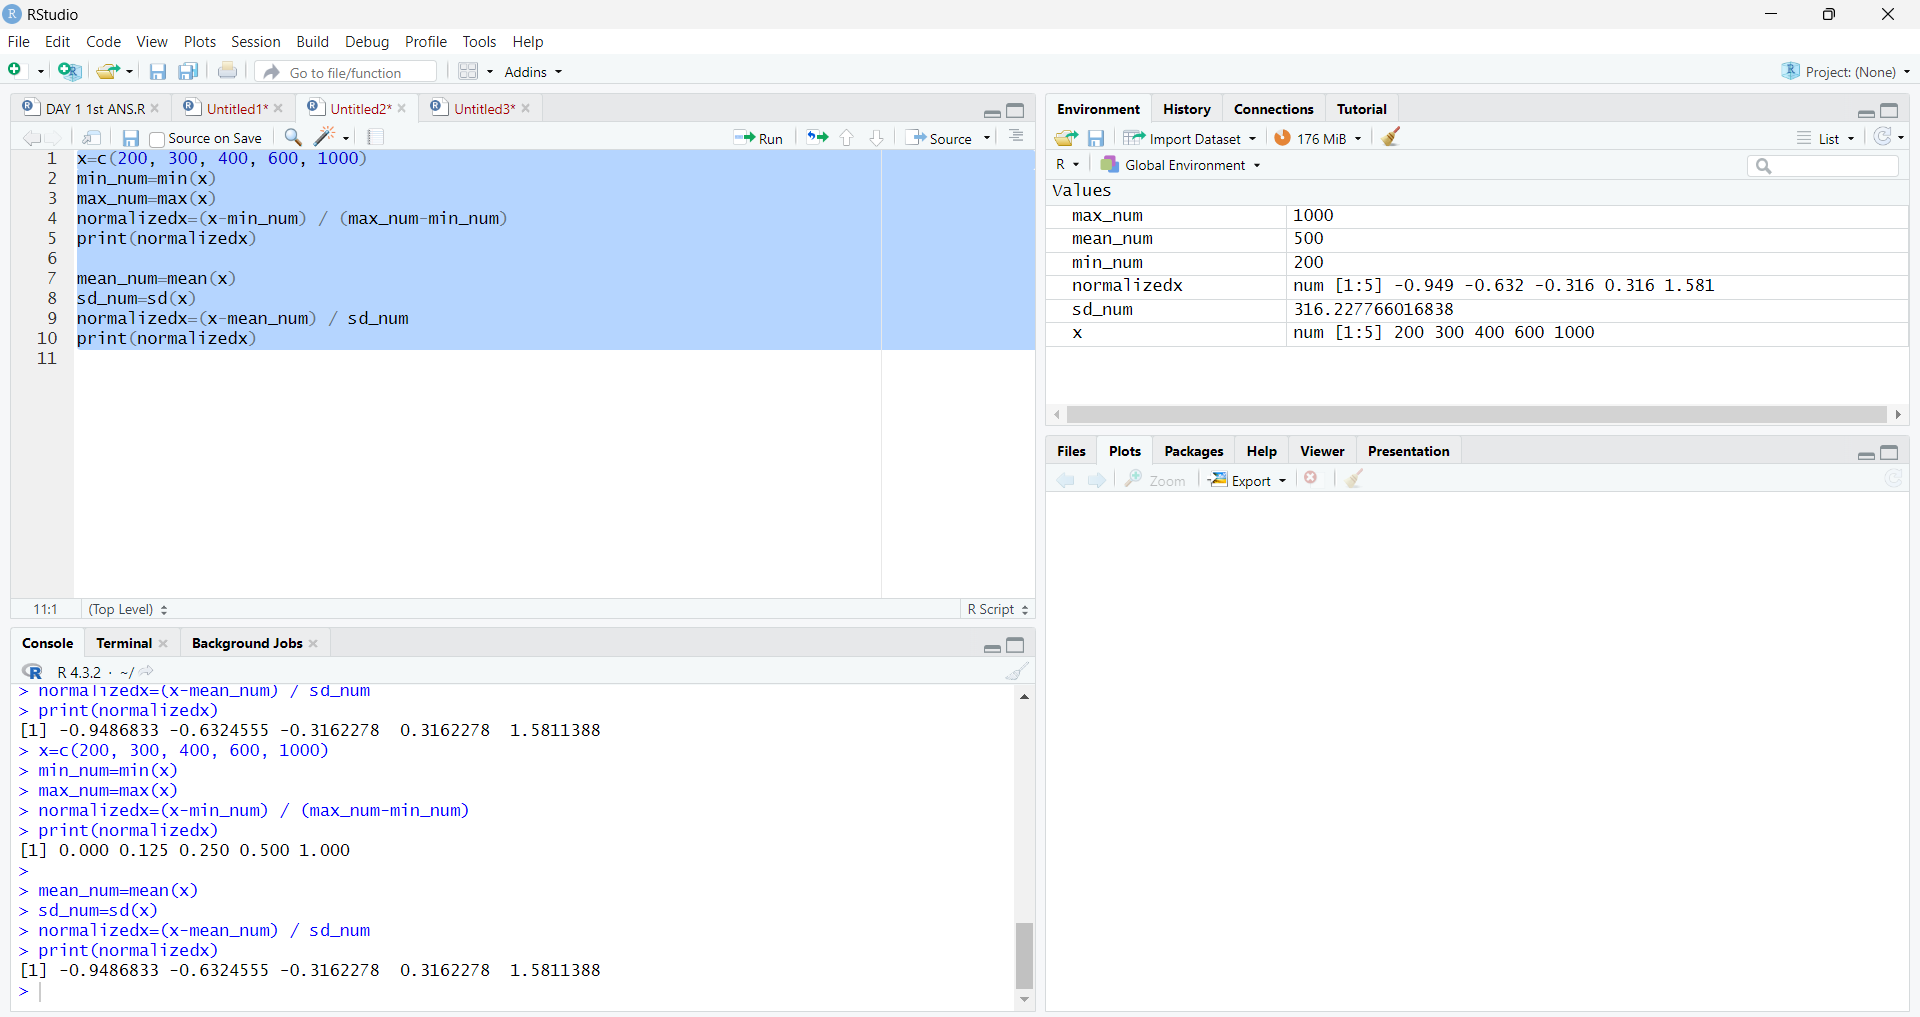 RStudio
File Edit Code View Plots Session Build Debug Profile Tools Help
Go to file/function Addins Project: (None)
DAY 1 1st ANS.R Untitled1* Untitled2* Untitled3*
Source on Save Run Source
1 x=c(200, 300, 400, 600, 1000)
2 min_num=min(x)
3 max_num=max(x)
4 normalizedx=(x-min_num) / (max_num-min_num)
5 print(normalizedx)
6
7 mean_num=mean(x)
8 sd_num=sd(x)
9 normalizedx=(x-mean_num) / sd_num
10 print(normalizedx)
11
11:1 (Top Level) R Script
Console Terminal Background Jobs
R 4.3.2 · ~/
> normalizedx=(x-mean_num) / sd_num
> print(normalizedx)
[1] -0.9486833 -0.6324555 -0.3162278  0.3162278  1.5811388
> x=c(200, 300, 400, 600, 1000)
> min_num=min(x)
> max_num=max(x)
> normalizedx=(x-min_num) / (max_num-min_num)
> print(normalizedx)
[1] 0.000 0.125 0.250 0.500 1.000
>
> mean_num=mean(x)
> sd_num=sd(x)
> normalizedx=(x-mean_num) / sd_num
> print(normalizedx)
[1] -0.9486833 -0.6324555 -0.3162278  0.3162278  1.5811388
>
Environment History Connections Tutorial
Import Dataset 176 MiB List
R Global Environment
Values
max_num 1000
mean_num 500
min_num 200
normalizedx num [1:5] -0.949 -0.632 -0.316 0.316 1.581
sd_num 316.227766016838
x num [1:5] 200 300 400 600 1000
Files Plots Packages Help Viewer Presentation
Zoom Export